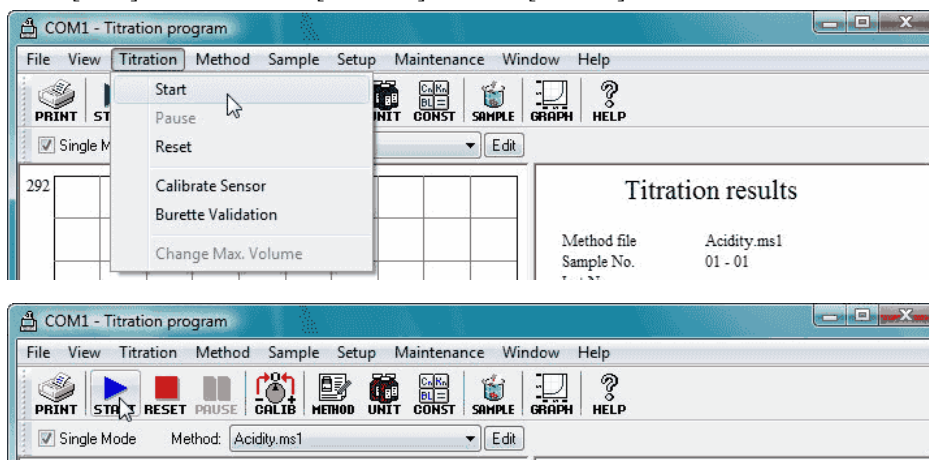 COM1 - Titration program
File View Titration Method Sample Setup Maintenance Window Help
Start
Pause
Reset
Calibrate Sensor
Burette Validation
Change Max. Volume
PRINT ST NIT CONST SAMPLE GRAPH HELP
Single M Edit
292
Titration results
Method file Acidity.ms1
Sample No. 01 - 01
COM1 - Titration program
File View Titration Method Sample Setup Maintenance Window Help
PRINT START RESET PAUSE CALIB METHOD UNIT CONST SAMPLE GRAPH HELP
Single Mode Method: Acidity.ms1 Edit